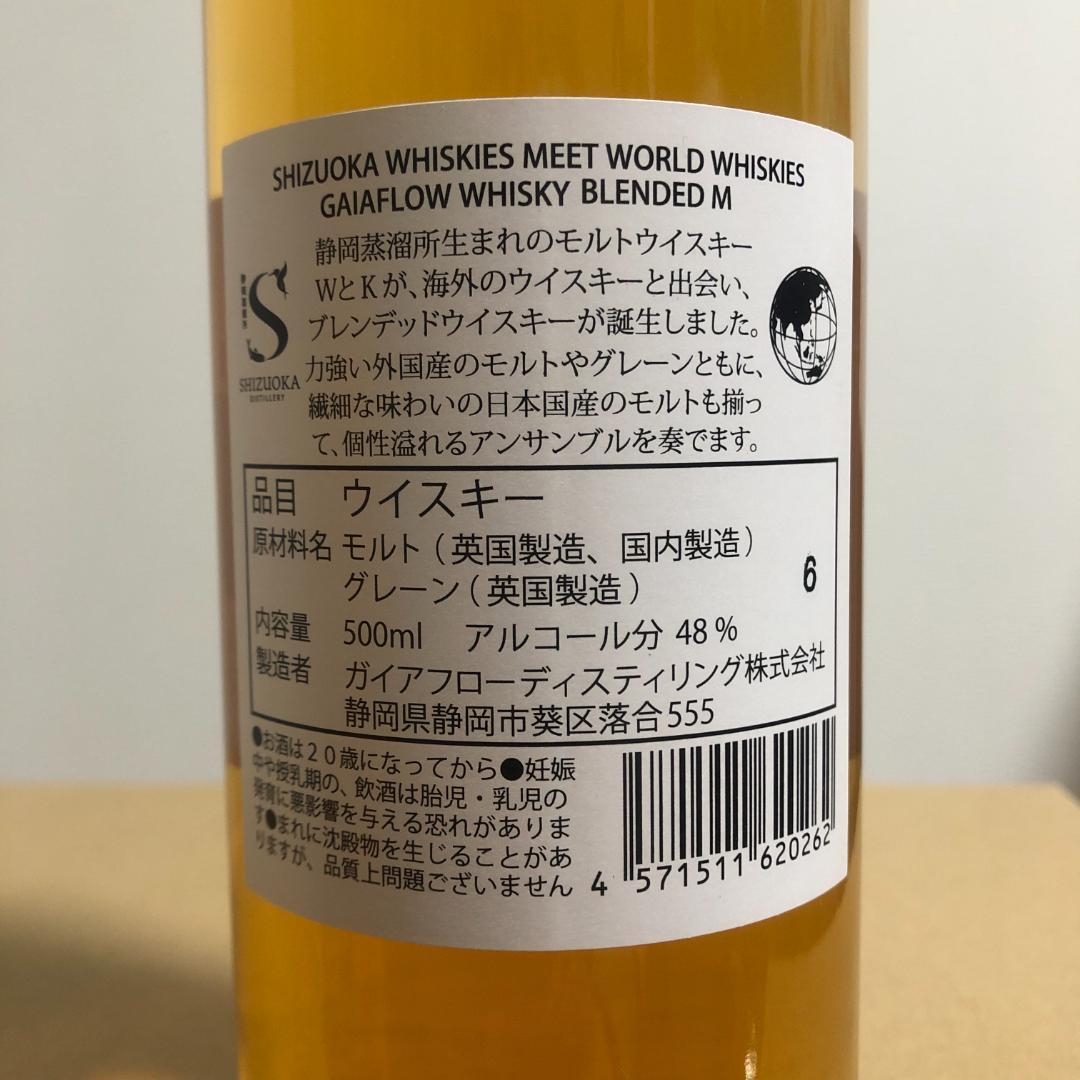 SHIZUOKA WHISKIES MEET WORLD WHISKIES
GAIAFLOW WHISKY BLENDED M
静岡蒸溜所生まれのモルトウイスキー
WとKが、海外のウイスキーと出会い、
ブレンデッドウイスキーが誕生しました。
力強い外国産のモルトやグレーンともに、
繊細な味わいの日本国産のモルトも揃っ
て、個性溢れるアンサンブルを奏でます。
静岡蒸溜所
S
SHIZUOKA
DISTILLERY
品目 ウイスキー
原材料名 モルト（英国製造、国内製造）
グレーン（英国製造）
6
内容量 500ml アルコール分 48%
製造者 ガイアフローディスティリング株式会社
静岡県静岡市葵区落合555
●お酒は20歳になってから●妊娠
中や授乳期の、飲酒は胎児・乳児の
発育に悪影響を与える恐れがありま
す●まれに沈殿物を生じることがあ
りますが、品質上問題ございません
4 571511 620262